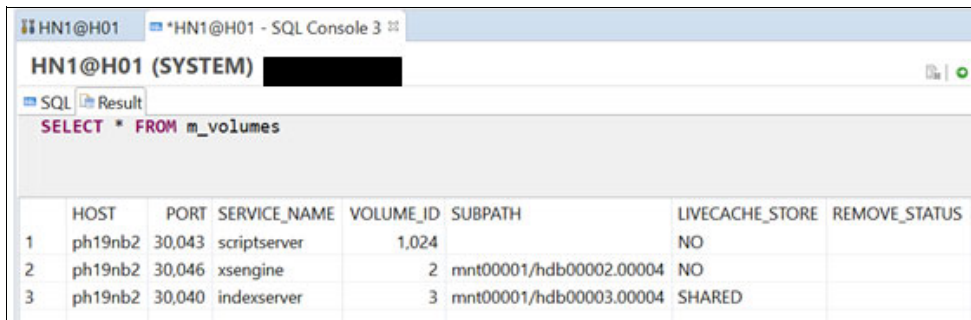 HN1@H01 *HN1@H01 - SQL Console 3
HN1@H01 (SYSTEM)
SQL Result
SELECT * FROM m_volumes
HOST PORT SERVICE_NAME VOLUME_ID SUBPATH LIVECACHE_STORE REMOVE_STATUS
1 ph19nb2 30,043 scriptserver 1,024 NO
2 ph19nb2 30,046 xsengine 2 mnt00001/hdb00002.00004 NO
3 ph19nb2 30,040 indexserver 3 mnt00001/hdb00003.00004 SHARED